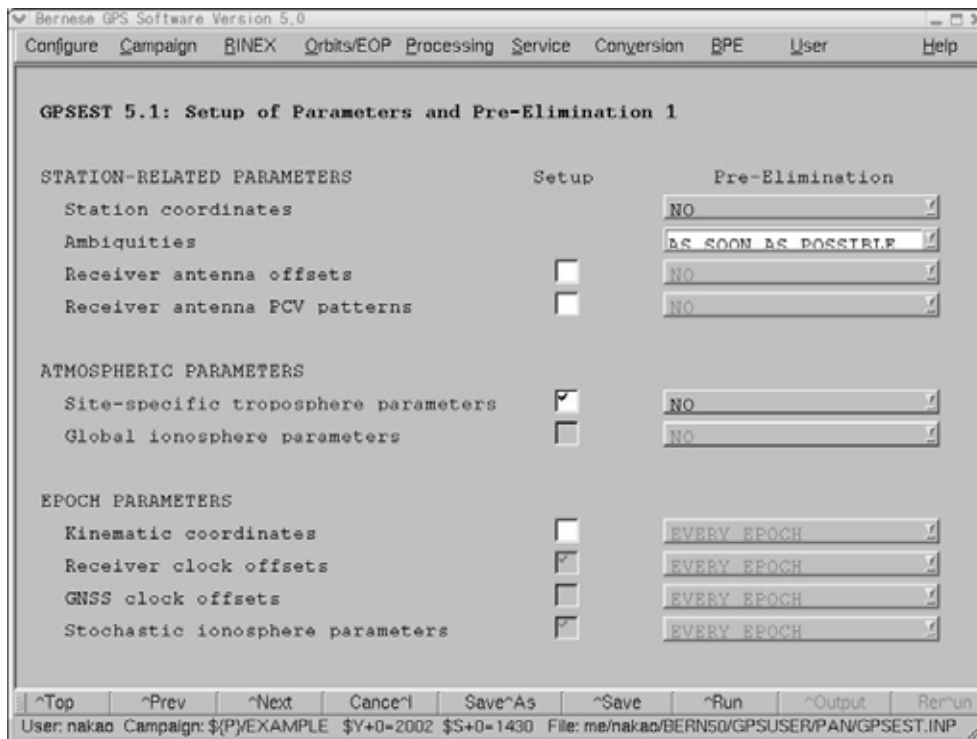 Bernese GPS Software Version 5.0
Configure Campaign RINEX Orbits/EOP Processing Service Conversion BPE User Help
GPSEST 5.1: Setup of Parameters and Pre-Elimination 1
STATION-RELATED PARAMETERS Setup Pre-Elimination
Station coordinates NO
Ambiquities AS SOON AS POSSIBLE
Receiver antenna offsets NO
Receiver antenna PCV patterns NO
ATMOSPHERIC PARAMETERS
Site-specific troposphere parameters NO
Global ionosphere parameters NO
EPOCH PARAMETERS
Kinematic coordinates EVERY EPOCH
Receiver clock offsets EVERY EPOCH
GNSS clock offsets EVERY EPOCH
Stochastic ionosphere parameters EVERY EPOCH
^Top ^Prev ^Next Cance^l Save^As ^Save ^Run ^Output Rer^un
User: nakao Campaign: ${P}/EXAMPLE $Y+0=2002 $S+0=1430 File: me/nakao/BERN50/GPSUSER/PAN/GPSEST.INP